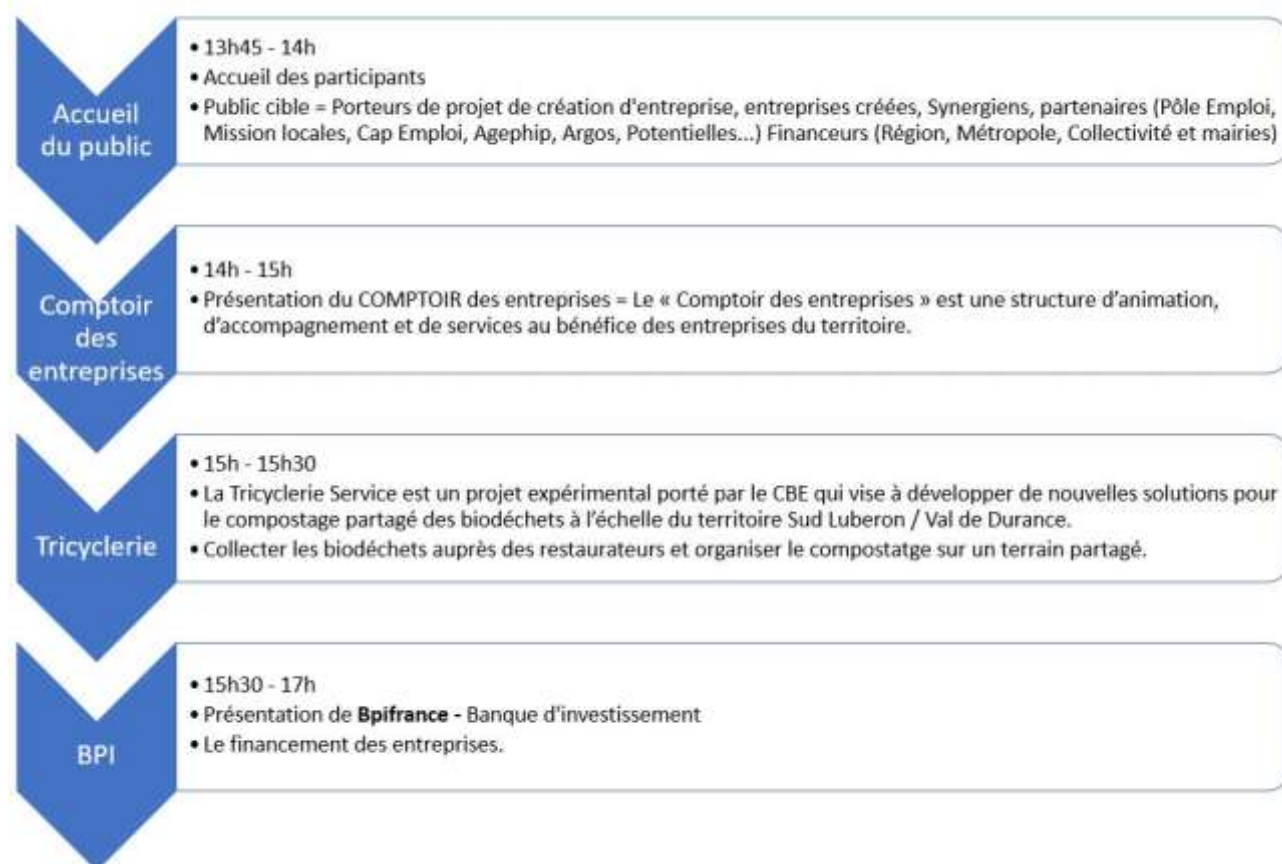 Accueil
du public
• 13h45 - 14h
• Accueil des participants
• Public cible = Porteurs de projet de création d'entreprise, entreprises créées, Synergiens, partenaires (Pôle Emploi,
Mission locales, Cap Emploi, Agephip, Argos, Potentielles...) Financeurs (Région, Métropole, Collectivité et mairies)
Comptoir
des
entreprises
• 14h - 15h
• Présentation du COMPTOIR des entreprises = Le « Comptoir des entreprises » est une structure d'animation,
d'accompagnement et de services au bénéfice des entreprises du territoire.
Tricyclerie
• 15h - 15h30
• La Tricyclerie Service est un projet expérimental porté par le CBE qui vise à développer de nouvelles solutions pour
le compostage partagé des biodéchets à l'échelle du territoire Sud Luberon / Val de Durance.
• Collecter les biodéchets auprès des restaurateurs et organiser le compostatge sur un terrain partagé.
BPI
• 15h30 - 17h
• Présentation de Bpifrance - Banque d'investissement
• Le financement des entreprises.